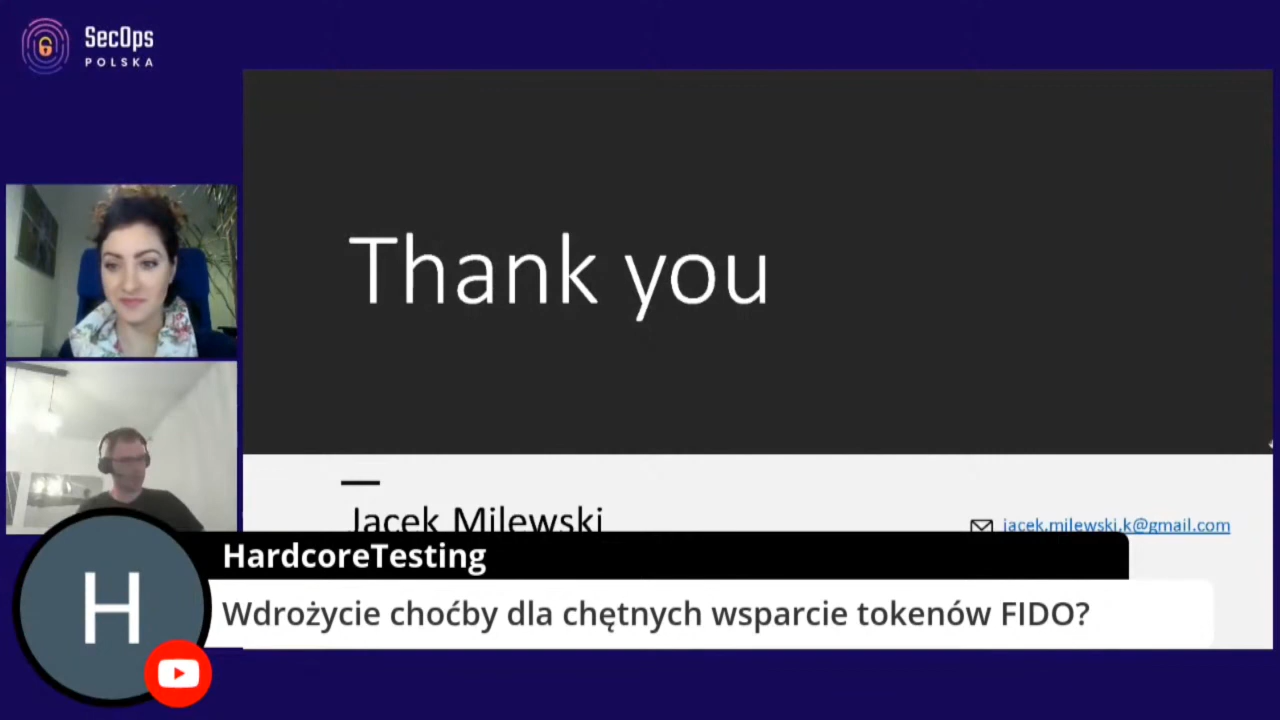 SecOps
POLSKA
Thank you
Jacek Milewski
jacek.milewski.k@gmail.com
HardcoreTesting
H
Wdrożycie choćby dla chętnych wsparcie tokenów FIDO?